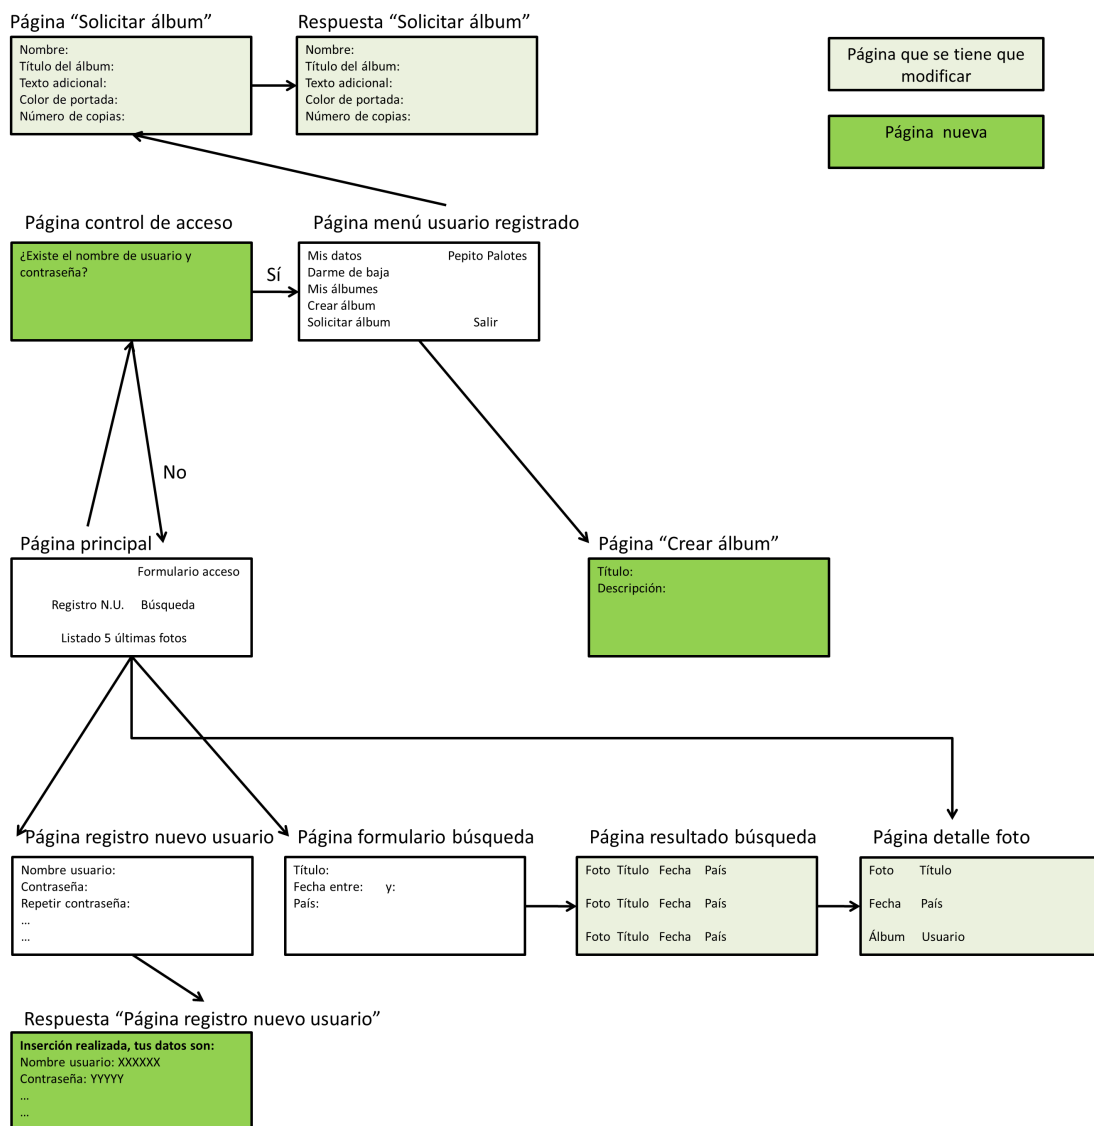 Página “Solicitar álbum”
Nombre:
Título del álbum:
Texto adicional:
Color de portada:
Número de copias:
Respuesta “Solicitar álbum”
Nombre:
Título del álbum:
Texto adicional:
Color de portada:
Número de copias:
Página que se tiene que
modificar
Página nueva
Página control de acceso
¿Existe el nombre de usuario y
contraseña?
Sí
Página menú usuario registrado
Mis datos Pepito Palotes
Darme de baja
Mis álbumes
Crear álbum
Solicitar álbum Salir
No
Página principal
Formulario acceso
Registro N.U. Búsqueda
Listado 5 últimas fotos
Página “Crear álbum”
Título:
Descripción:
Página registro nuevo usuario
Nombre usuario:
Contraseña:
Repetir contraseña:
...
...
Página formulario búsqueda
Título:
Fecha entre: y:
País:
Página resultado búsqueda
Foto Título Fecha País
Foto Título Fecha País
Foto Título Fecha País
Página detalle foto
Foto Título
Fecha País
Álbum Usuario
Respuesta “Página registro nuevo usuario”
Inserción realizada, tus datos son:
Nombre usuario: XXXXXX
Contraseña: YYYYY
...
...